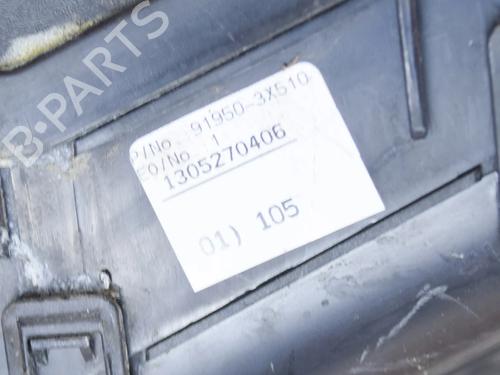 B-PARTS
P/No. 91950-3X510
EO/No 1
1305270406
01) 105